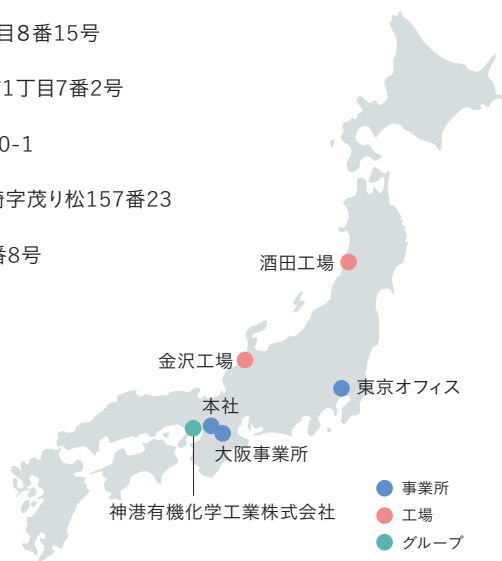 目8番15号
1丁目7番2号
0-1
字茂り松157番23
番8号
酒田工場
金沢工場
東京オフィス
本社
大阪事業所
神港有機化学工業株式会社
事業所
工場
グループ